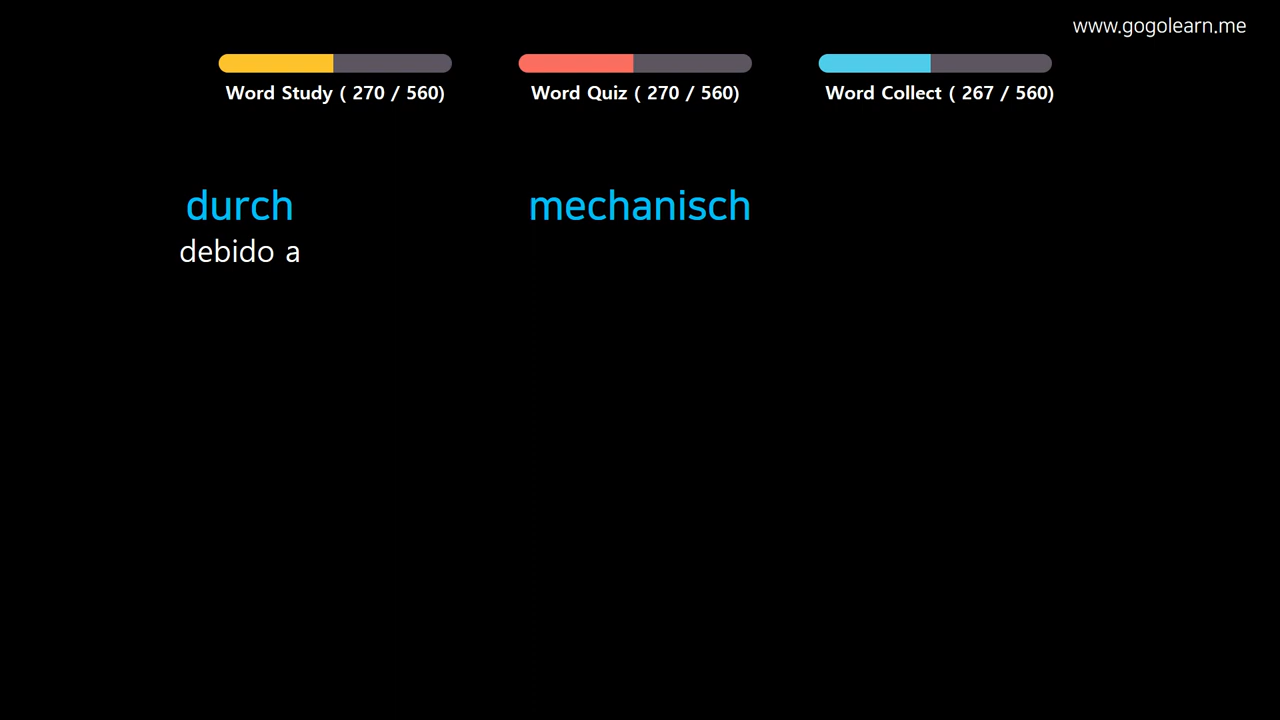 www.gogolearn.me
Word Study ( 270 / 560)
Word Quiz ( 270 / 560)
Word Collect ( 267 / 560)
durch
debido a
mechanisch